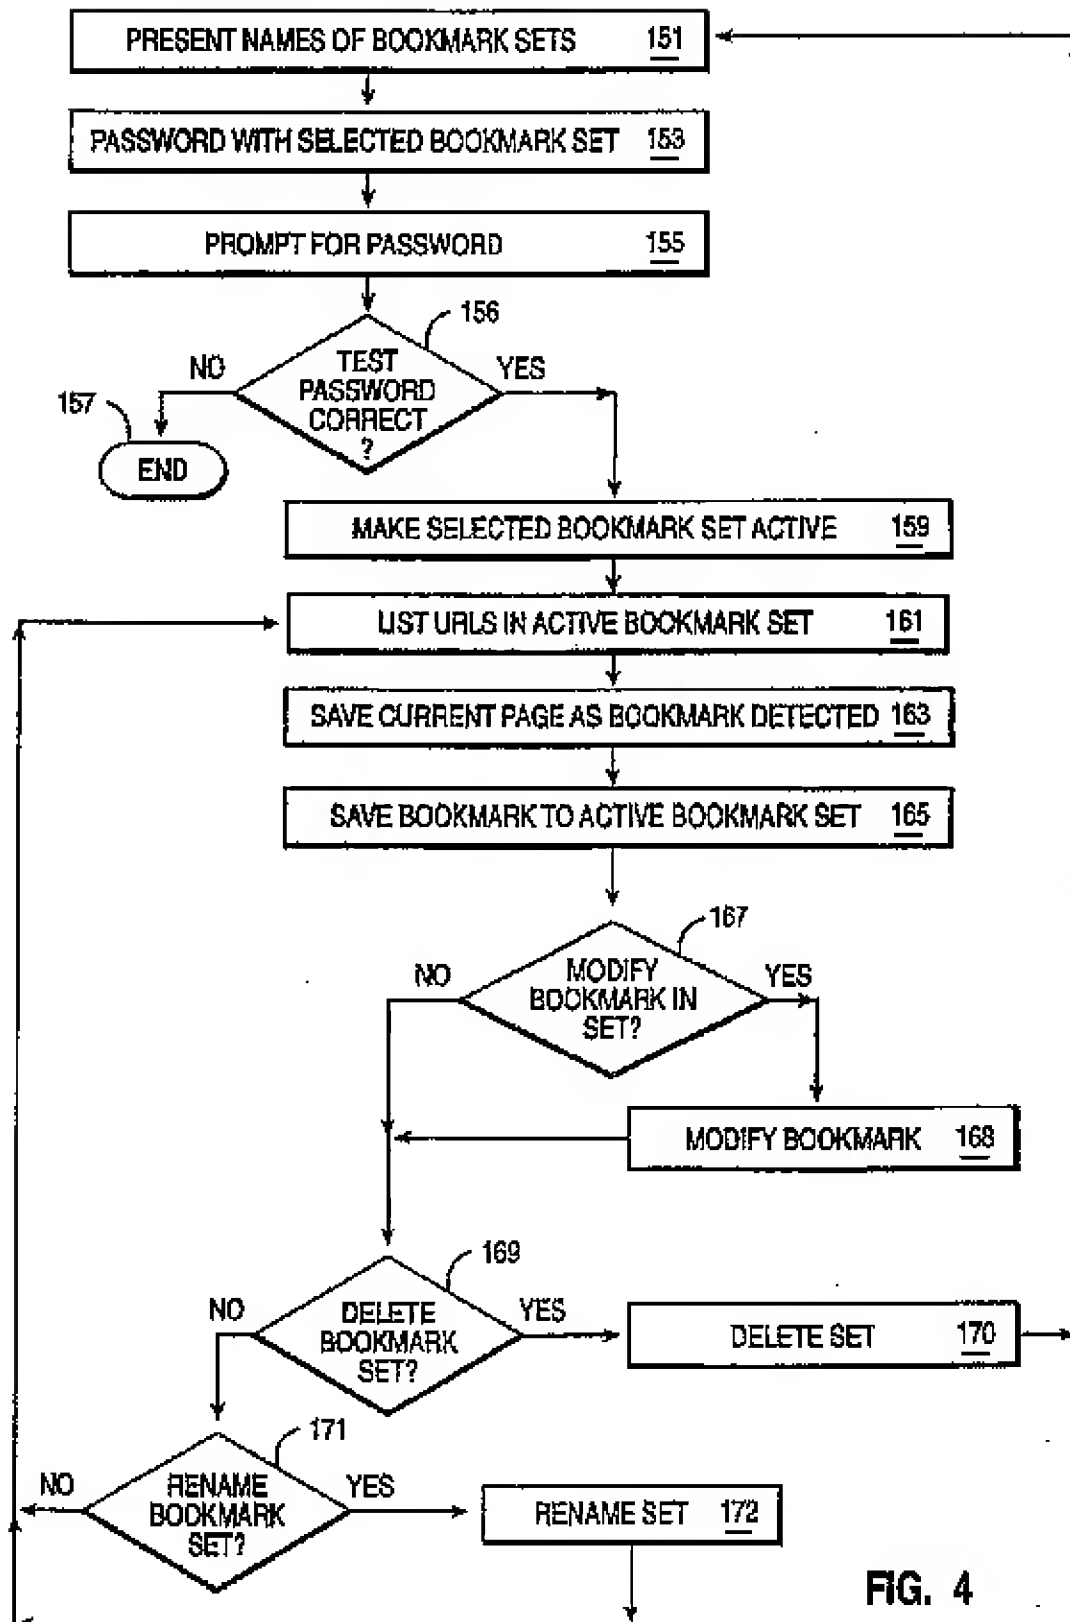 PRESENT NAMES OF BOOKMARK SETS 151
PASSWORD WITH SELECTED BOOKMARK SET 153
PROMPT FOR PASSWORD 155
156
NO
TEST
PASSWORD
CORRECT
?
YES
157
END
MAKE SELECTED BOOKMARK SET ACTIVE 159
LIST URLS IN ACTIVE BOOKMARK SET 161
SAVE CURRENT PAGE AS BOOKMARK DETECTED 163
SAVE BOOKMARK TO ACTIVE BOOKMARK SET 165
167
NO
MODIFY
BOOKMARK IN
SET?
YES
MODIFY BOOKMARK 168
169
NO
DELETE
BOOKMARK
SET?
YES
DELETE SET 170
171
NO
RENAME
BOOKMARK
SET?
YES
RENAME SET 172
FIG. 4